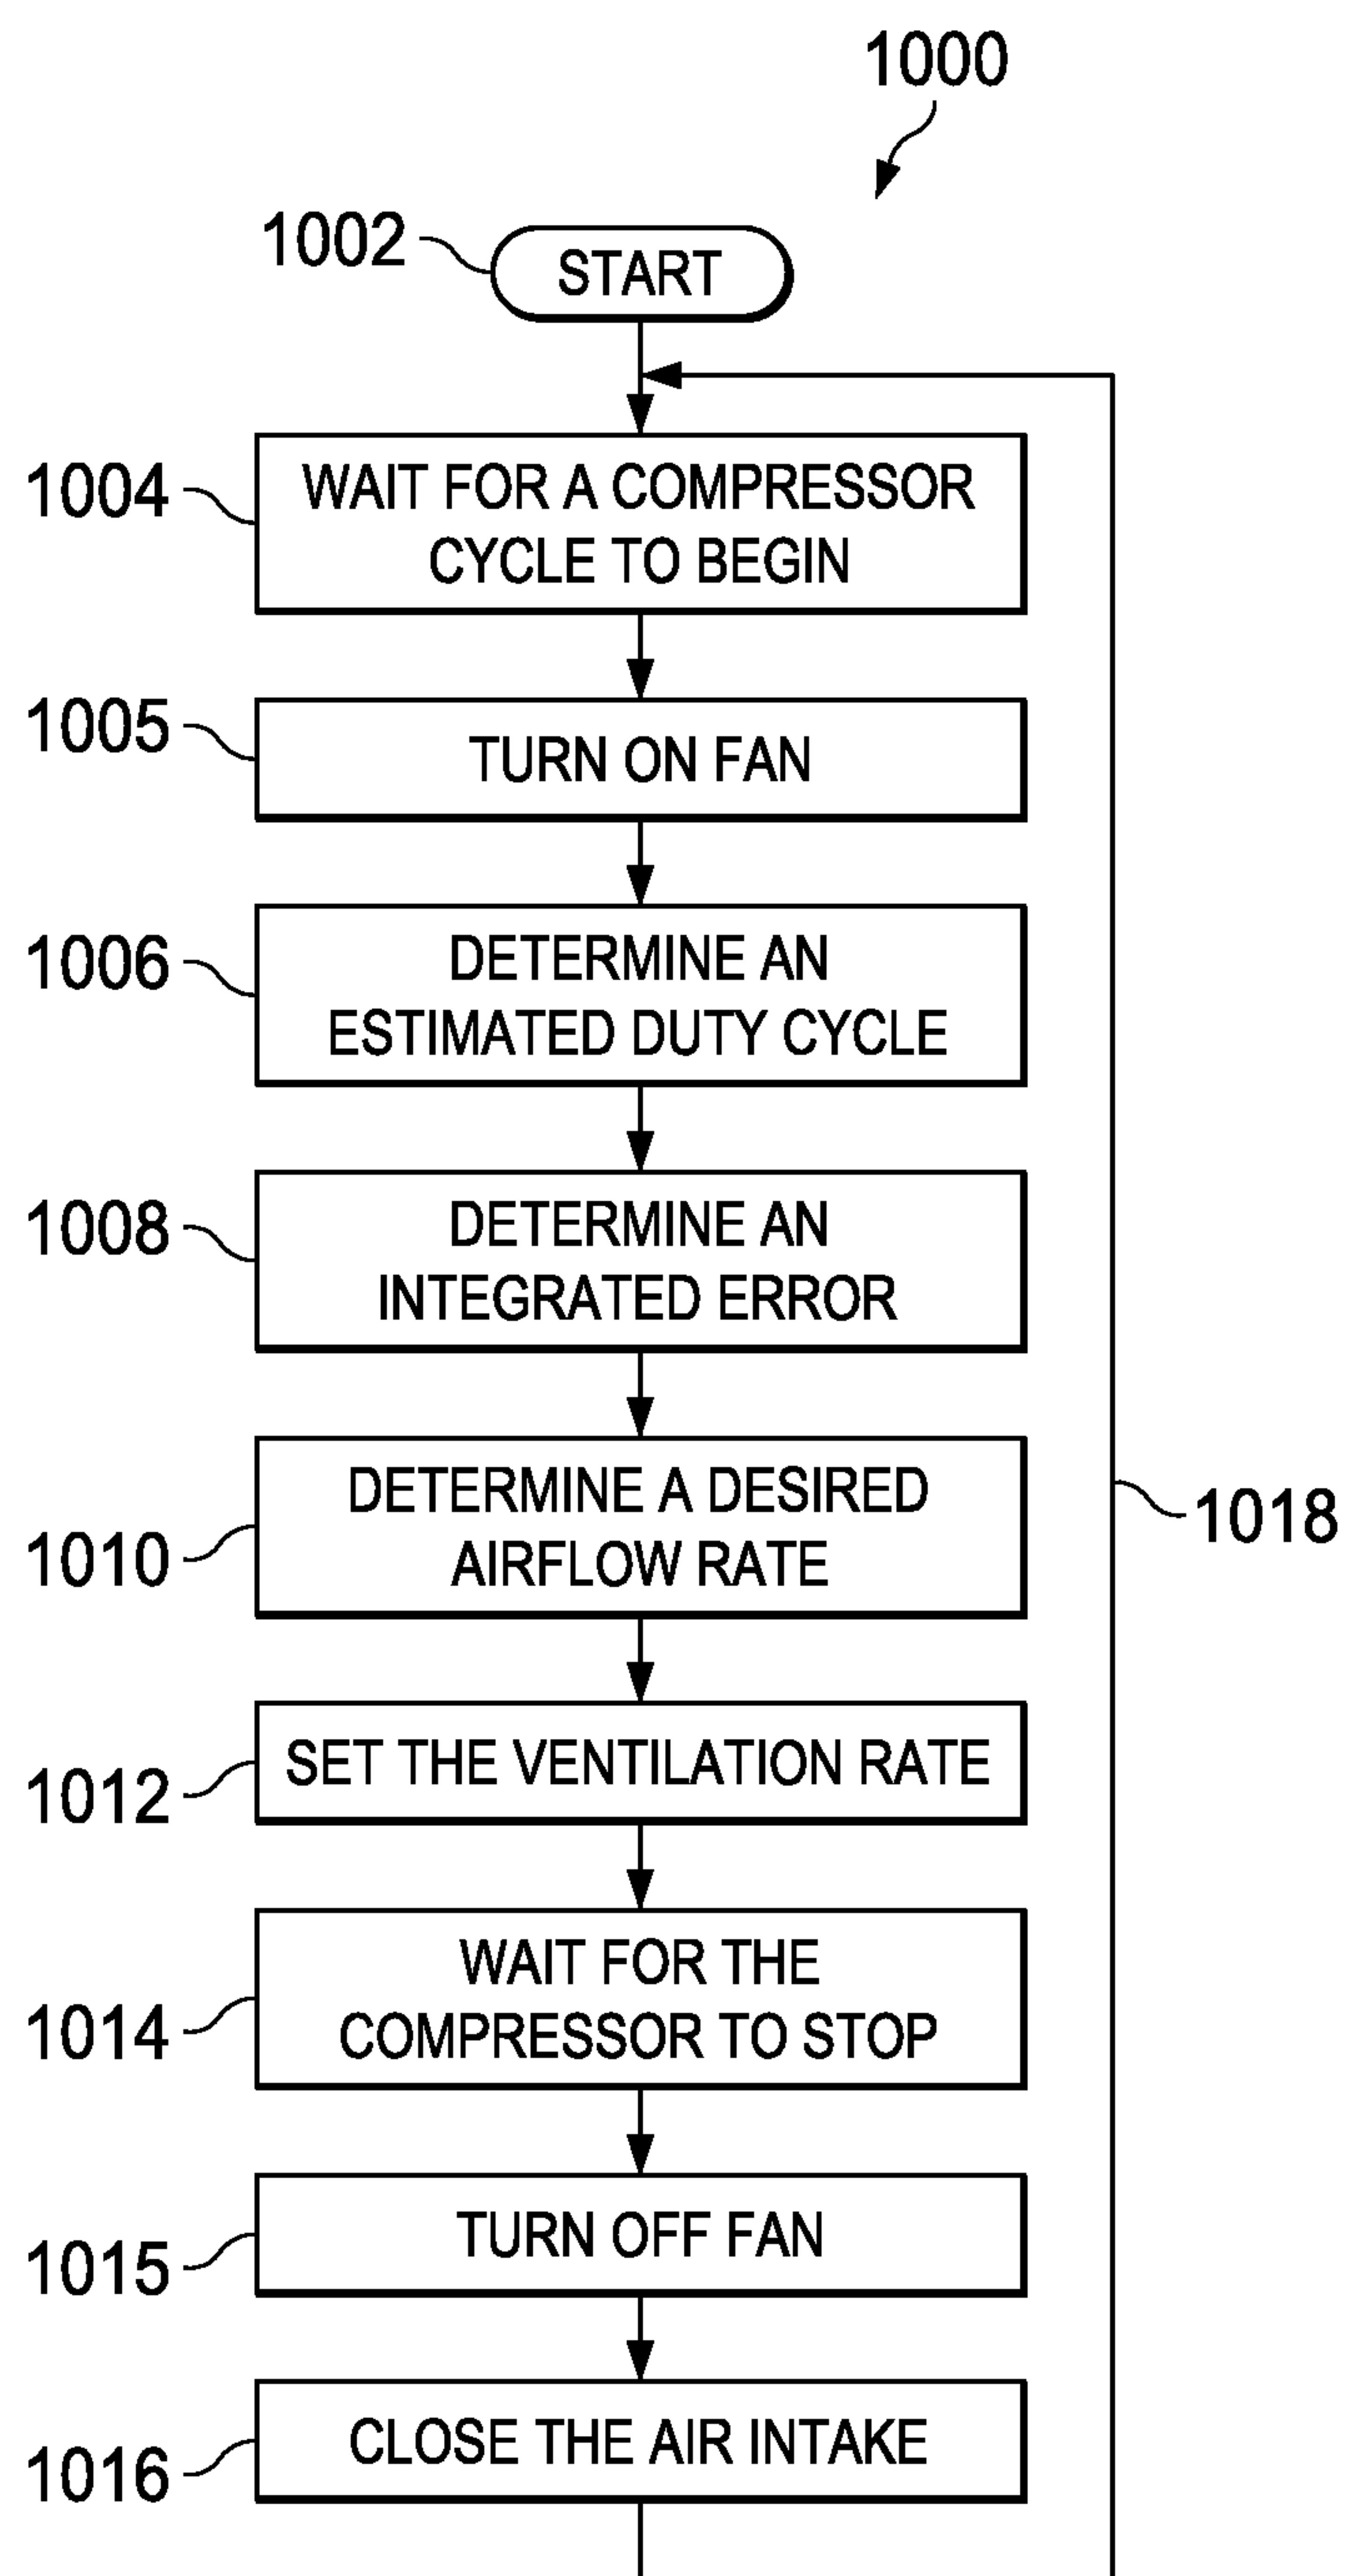 1000
1002
START
1004
WAIT FOR A COMPRESSOR
CYCLE TO BEGIN
1005
TURN ON FAN
1006
DETERMINE AN
ESTIMATED DUTY CYCLE
1008
DETERMINE AN
INTEGRATED ERROR
1010
DETERMINE A DESIRED
AIRFLOW RATE
1018
1012
SET THE VENTILATION RATE
1014
WAIT FOR THE
COMPRESSOR TO STOP
1015
TURN OFF FAN
1016
CLOSE THE AIR INTAKE